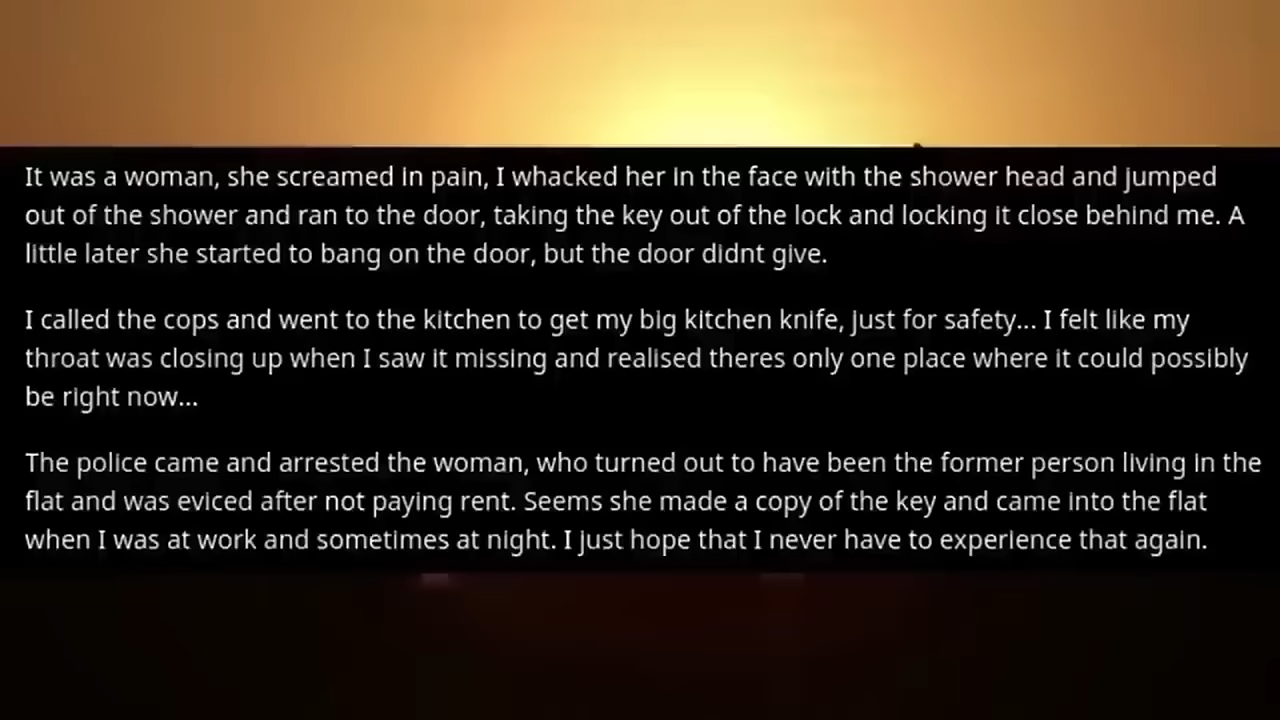 It was a woman, she screamed in pain, I whacked her in the face with the shower head and jumped
out of the shower and ran to the door, taking the key out of the lock and locking it close behind me. A
little later she started to bang on the door, but the door didnt give.
I called the cops and went to the kitchen to get my big kitchen knife, just for safety... I felt like my
throat was closing up when I saw it missing and realised theres only one place where it could possibly
be right now...
The police came and arrested the woman, who turned out to have been the former person living in the
flat and was eviced after not paying rent. Seems she made a copy of the key and came into the flat
when I was at work and sometimes at night. I just hope that I never have to experience that again.